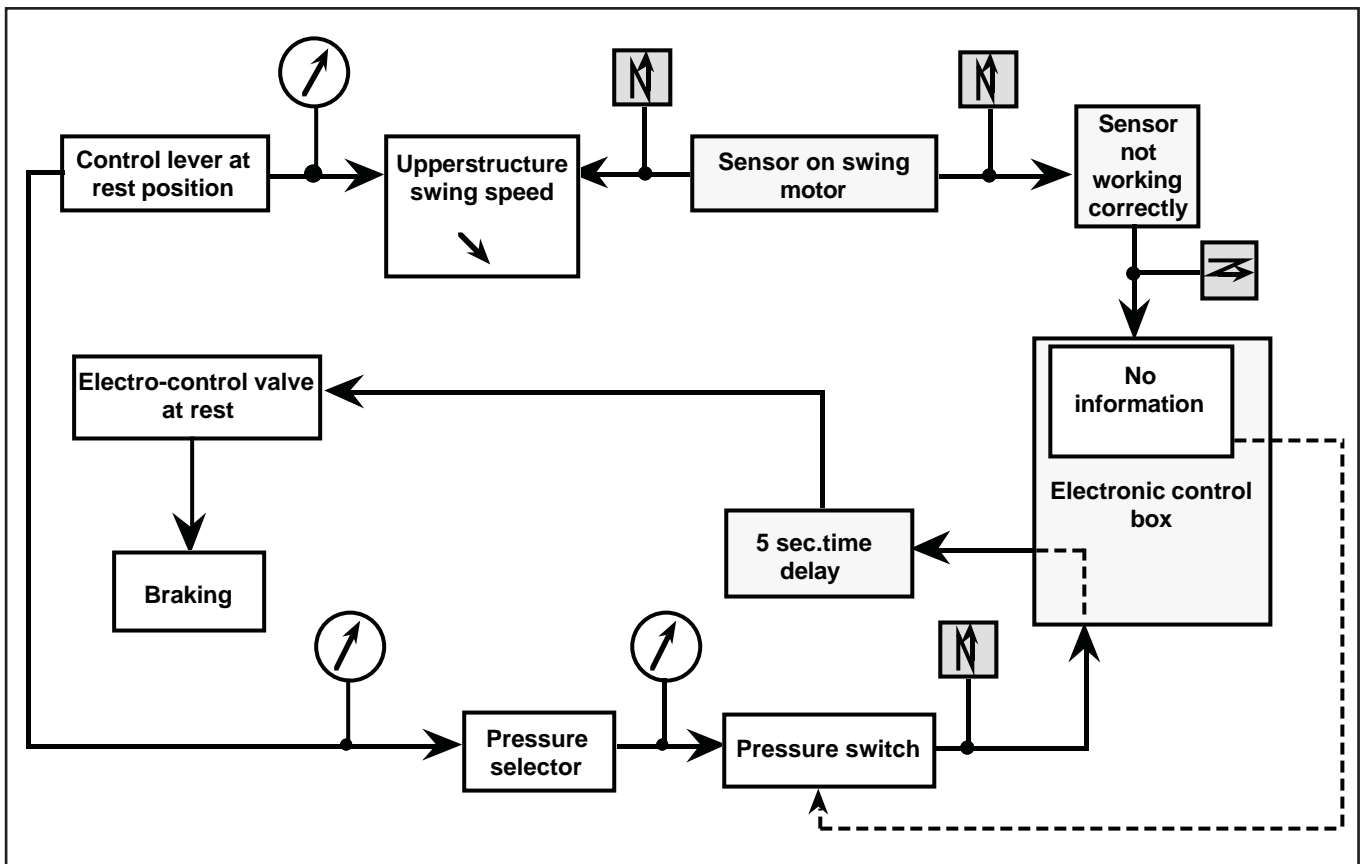 Control lever at
rest position
Upperstructure
swing speed
Sensor on swing
motor
Sensor
not
working
correctly
Electro-control valve
at rest
No
information
Electronic control
box
5 sec.time
delay
Braking
Pressure
selector
Pressure switch